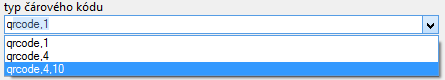 typ čárového kódu
qrcode,1
qrcode,1
qrcode,4
qrcode,4,10